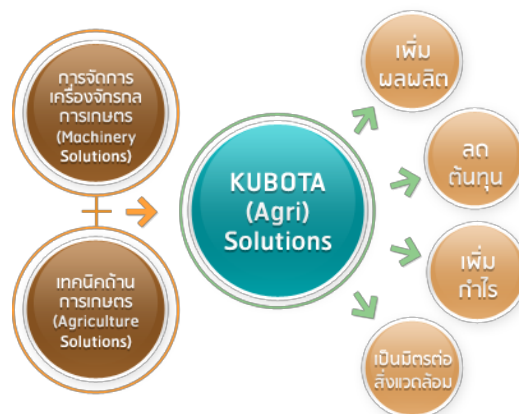 การจัดการ
เครื่องจักรกล
การเกษตร
(Machinery
Solutions)
เทคนิคด้าน
การเกษตร
(Agriculture
Solutions)
KUBOTA
(Agri)
Solutions
เพิ่ม
ผลผลิต
ลด
ต้นทุน
เพิ่ม
กำไร
เป็นมิตรต่อ
สิ่งแวดล้อม